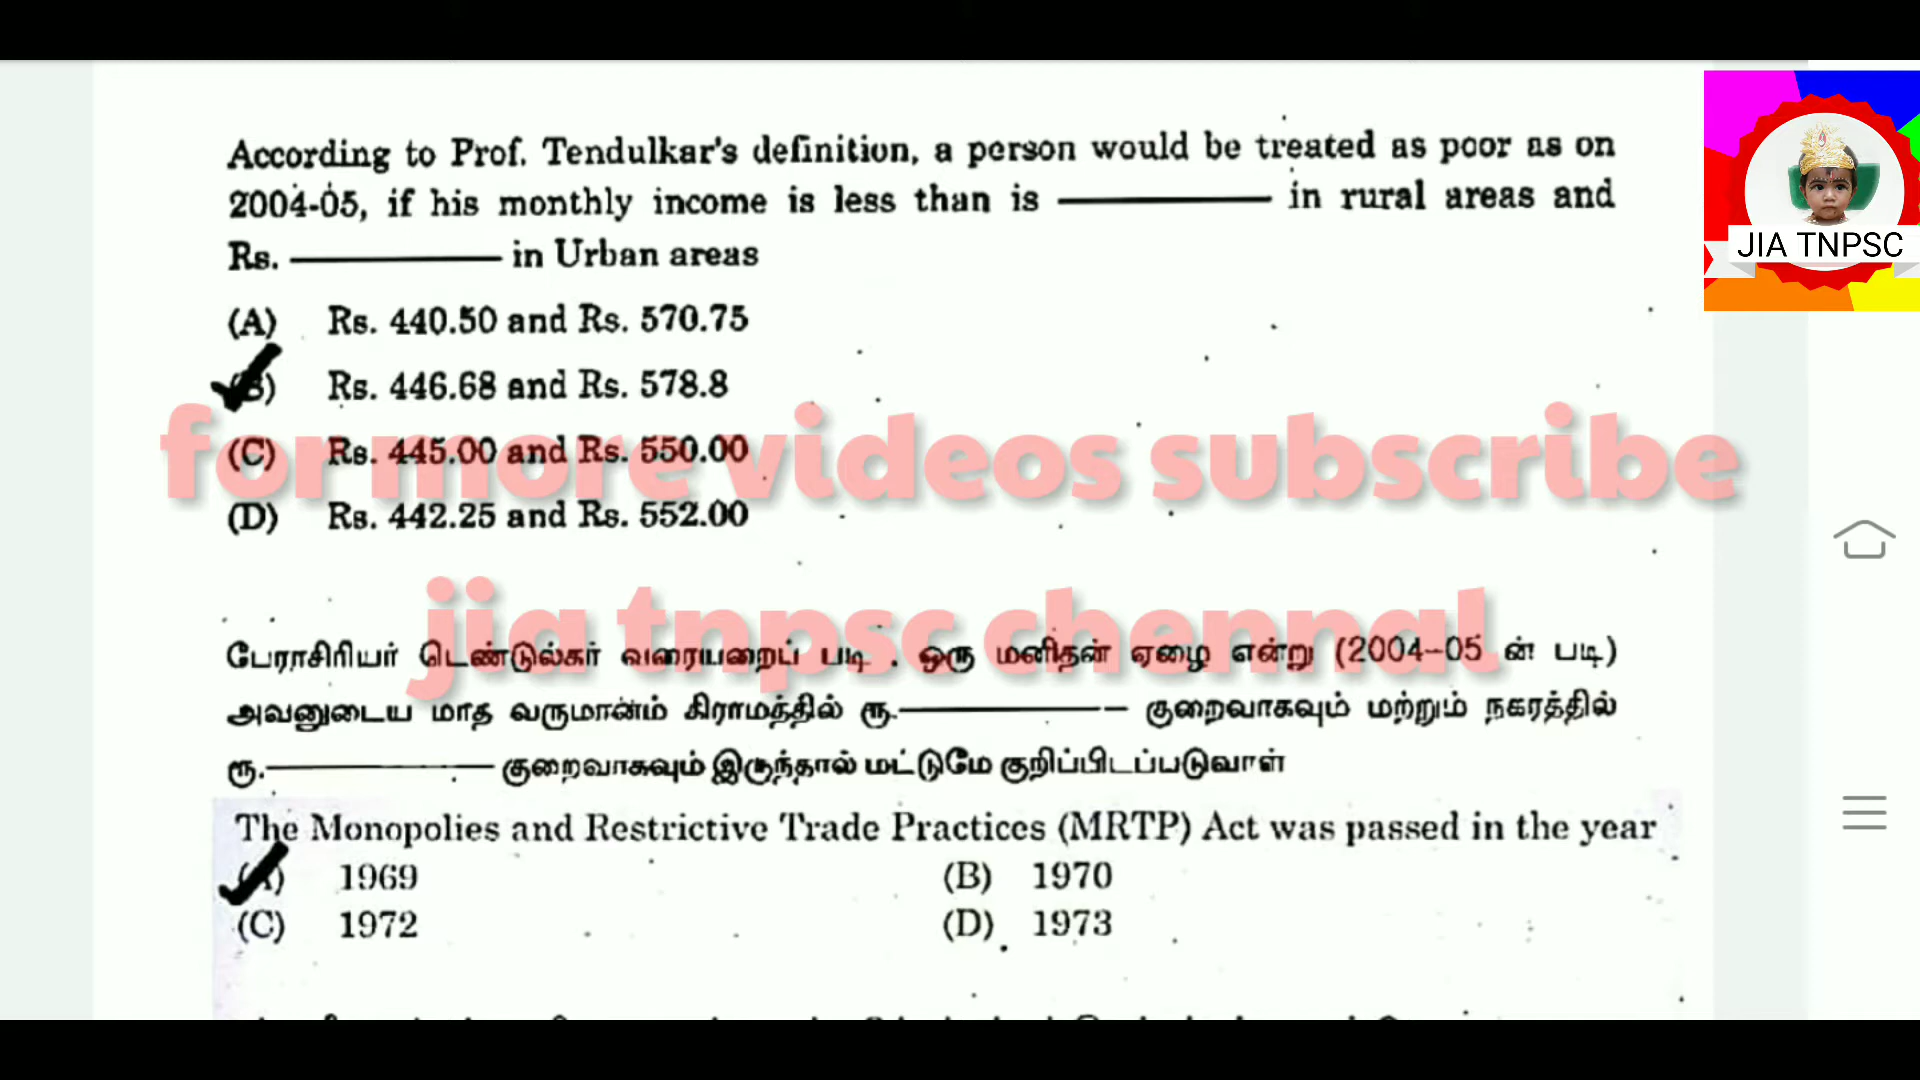 According to Prof. Tendulkar's definition, a person would be treated as poor as on
2004-05, if his monthly income is less than is ———— in rural areas and
Rs. ———— in Urban areas
(A) Rs. 440.50 and Rs. 570.75
(B) Rs. 446.68 and Rs. 578.8
(C) Rs. 445.00 and Rs. 550.00
(D) Rs. 442.25 and Rs. 552.00
for more videos subscribe
jia tnpsc chennal
பேராசிரியர் டெண்டுல்கர் வரையறைப் படி . ஒரு மனிதன் ஏழை என்று (2004–05 ன் படி)
அவனுடைய மாத வருமானம் கிராமத்தில் ரூ.———— குறைவாகவும் மற்றும் நகரத்தில்
ரூ.———— குறைவாகவும் இருந்தால் மட்டுமே குறிப்பிடப்படுவாள்
The Monopolies and Restrictive Trade Practices (MRTP) Act was passed in the year
(A) 1969 (B) 1970
(C) 1972 (D) 1973
JIA TNPSC